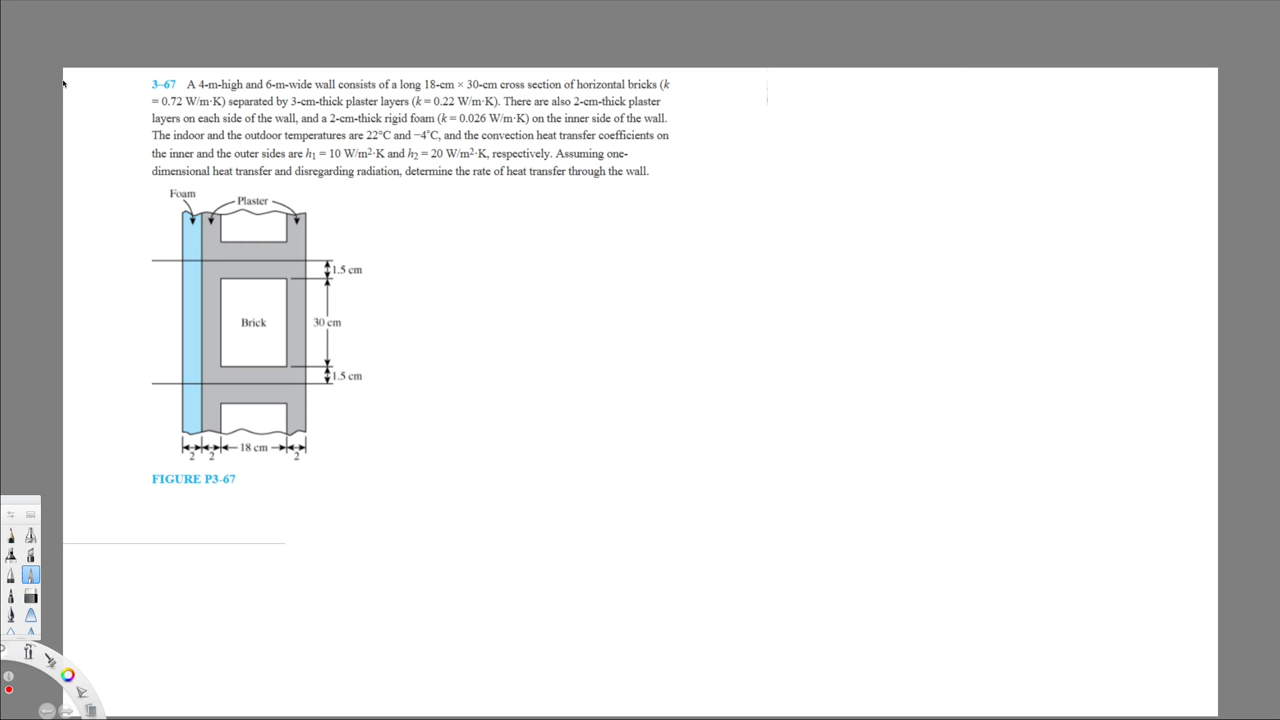 3–67 A 4-m-high and 6-m-wide wall consists of a long 18-cm × 30-cm cross section of horizontal bricks (k
= 0.72 W/m·K) separated by 3-cm-thick plaster layers (k = 0.22 W/m·K). There are also 2-cm-thick plaster
layers on each side of the wall, and a 2-cm-thick rigid foam (k = 0.026 W/m·K) on the inner side of the wall.
The indoor and the outdoor temperatures are 22°C and −4°C, and the convection heat transfer coefficients on
the inner and the outer sides are h₁ = 10 W/m²·K and h₂ = 20 W/m²·K, respectively. Assuming one-
dimensional heat transfer and disregarding radiation, determine the rate of heat transfer through the wall.
Foam
Plaster
1.5 cm
Brick
30 cm
1.5 cm
18 cm
2 2 2
FIGURE P3-67